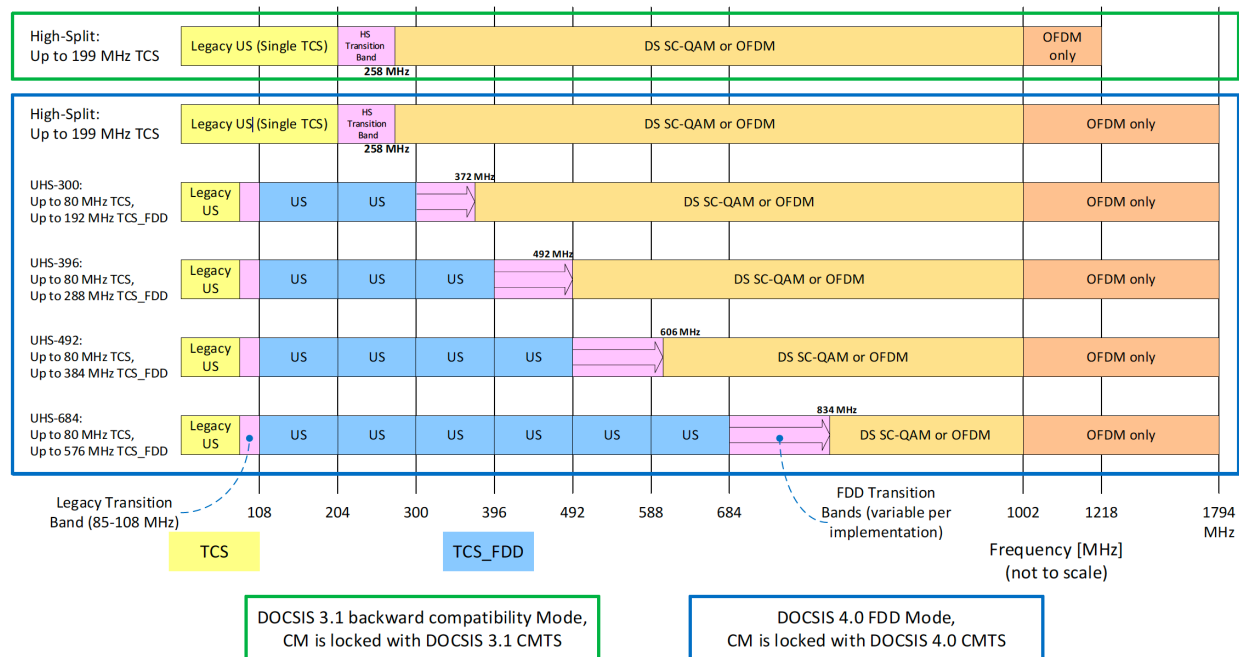 High-Split:
Up to 199 MHz TCS
Legacy US (Single TCS)
HS
Transition
Band
258 MHz
DS SC-QAM or OFDM
OFDM
only
High-Split:
Up to 199 MHz TCS
Legacy US (Single TCS)
HS
Transition
Band
258 MHz
DS SC-QAM or OFDM
OFDM only
UHS-300:
Up to 80 MHz TCS,
Up to 192 MHz TCS_FDD
Legacy
US
US
US
372 MHz
DS SC-QAM or OFDM
OFDM only
UHS-396:
Up to 80 MHz TCS,
Up to 288 MHz TCS_FDD
Legacy
US
US
US
US
492 MHz
DS SC-QAM or OFDM
OFDM only
UHS-492:
Up to 80 MHz TCS,
Up to 384 MHz TCS_FDD
Legacy
US
US
US
US
US
606 MHz
DS SC-QAM or OFDM
OFDM only
UHS-684:
Up to 80 MHz TCS,
Up to 576 MHz TCS_FDD
Legacy
US
US
US
US
US
US
US
834 MHz
DS SC-QAM or OFDM
OFDM only
Legacy Transition
Band (85-108 MHz)
108
204
300
396
492
588
684
FDD Transition
Bands (variable per
implementation)
1002
1218
1794
MHz
TCS
TCS_FDD
Frequency [MHz]
(not to scale)
DOCSIS 3.1 backward compatibility Mode,
CM is locked with DOCSIS 3.1 CMTS
DOCSIS 4.0 FDD Mode,
CM is locked with DOCSIS 4.0 CMTS